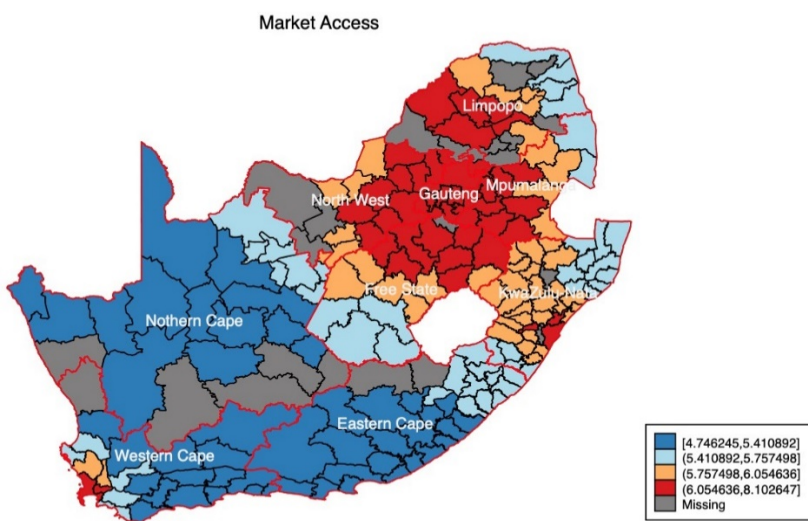 Market Access
Limpopo
North West
Gauteng
Mpumalanga
Free State
KwaZulu-Natal
Nothern Cape
Eastern Cape
Western Cape
[4.746245,5.410892]
(5.410892,5.757498]
(5.757498,6.054636]
(6.054636,8.102647]
Missing